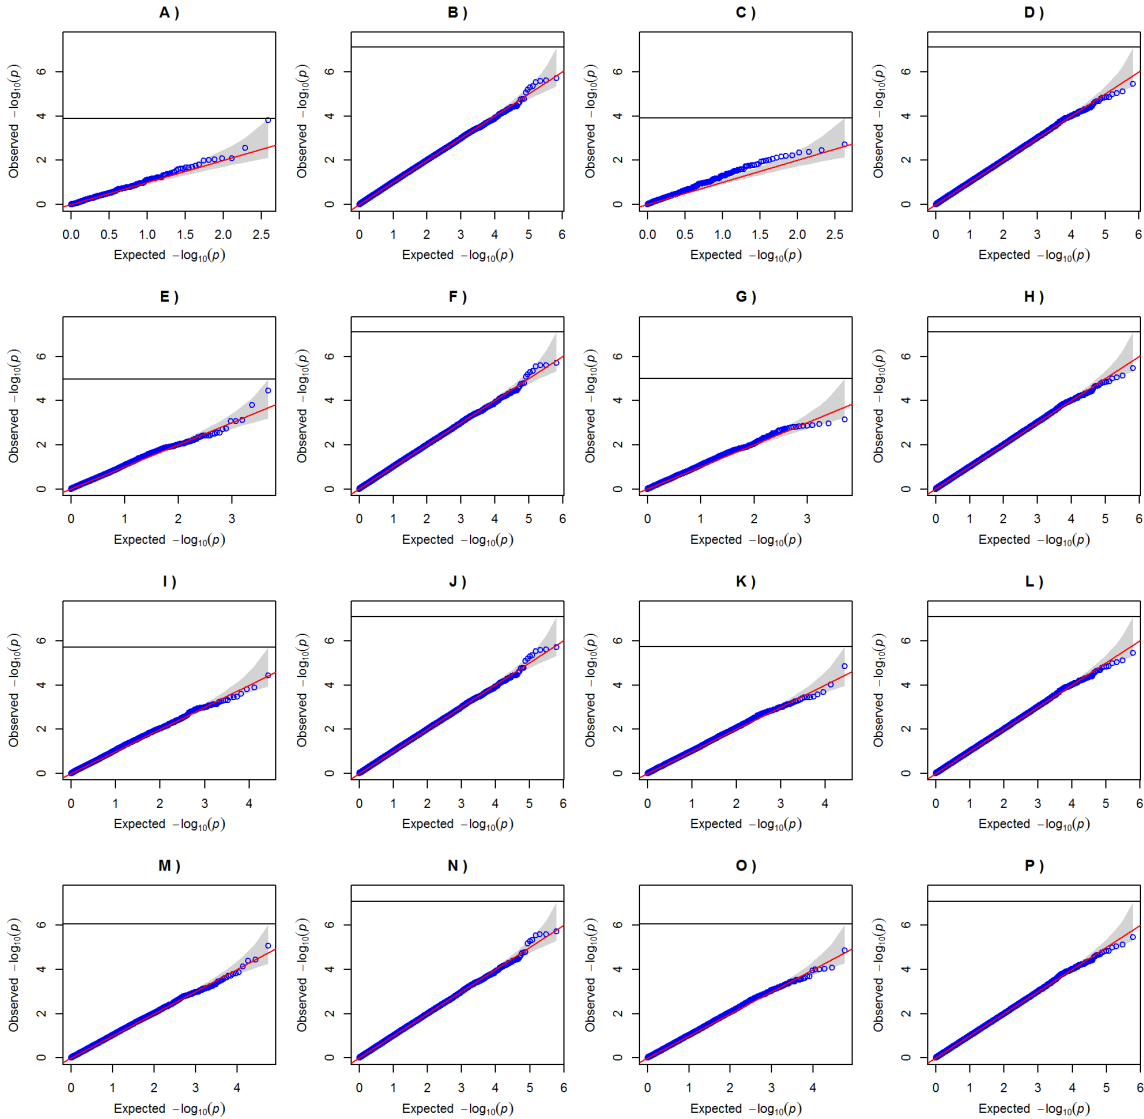 A )
Observed −log10(p)
6
4
2
0
0.0 0.5 1.0 1.5 2.0 2.5
Expected −log10(p)
B )
Observed −log10(p)
6
4
2
0
0 1 2 3 4 5 6
Expected −log10(p)
C )
Observed −log10(p)
6
4
2
0
0.0 0.5 1.0 1.5 2.0 2.5
Expected −log10(p)
D )
Observed −log10(p)
6
4
2
0
0 1 2 3 4 5 6
Expected −log10(p)
E )
Observed −log10(p)
6
4
2
0
0 1 2 3
Expected −log10(p)
F )
Observed −log10(p)
6
4
2
0
0 1 2 3 4 5 6
Expected −log10(p)
G )
Observed −log10(p)
6
4
2
0
0 1 2 3
Expected −log10(p)
H )
Observed −log10(p)
6
4
2
0
0 1 2 3 4 5 6
Expected −log10(p)
I )
Observed −log10(p)
6
4
2
0
0 1 2 3 4
Expected −log10(p)
J )
Observed −log10(p)
6
4
2
0
0 1 2 3 4 5 6
Expected −log10(p)
K )
Observed −log10(p)
6
4
2
0
0 1 2 3 4
Expected −log10(p)
L )
Observed −log10(p)
6
4
2
0
0 1 2 3 4 5 6
Expected −log10(p)
M )
Observed −log10(p)
6
4
2
0
0 1 2 3 4
Expected −log10(p)
N )
Observed −log10(p)
6
4
2
0
0 1 2 3 4 5 6
Expected −log10(p)
O )
Observed −log10(p)
6
4
2
0
0 1 2 3 4
Expected −log10(p)
P )
Observed −log10(p)
6
4
2
0
0 1 2 3 4 5 6
Expected −log10(p)